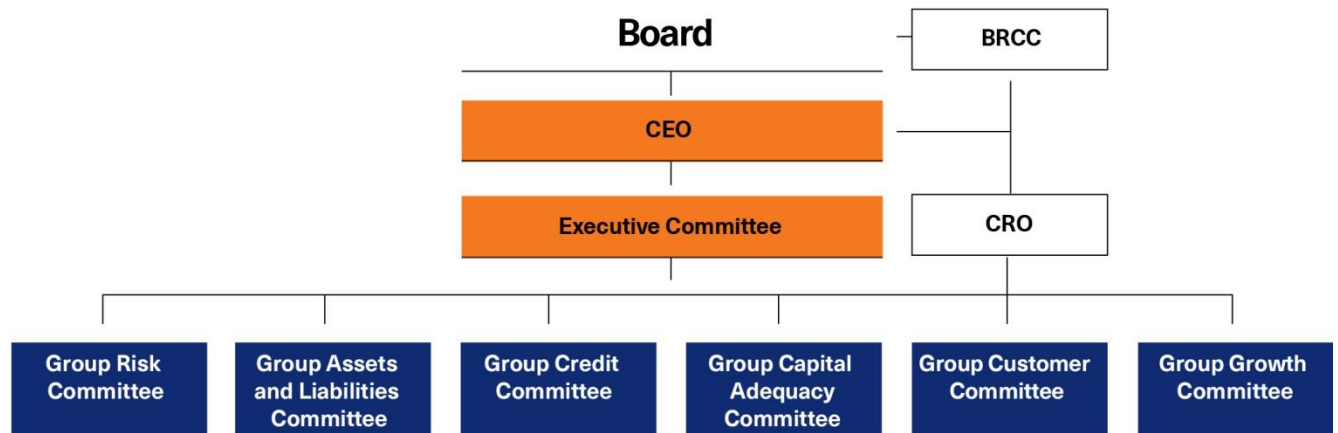 Board
BRCC
CEO
Executive Committee
CRO
Group Risk
Committee
Group Assets
and Liabilities
Committee
Group Credit
Committee
Group Capital
Adequacy
Committee
Group Customer
Committee
Group Growth
Committee